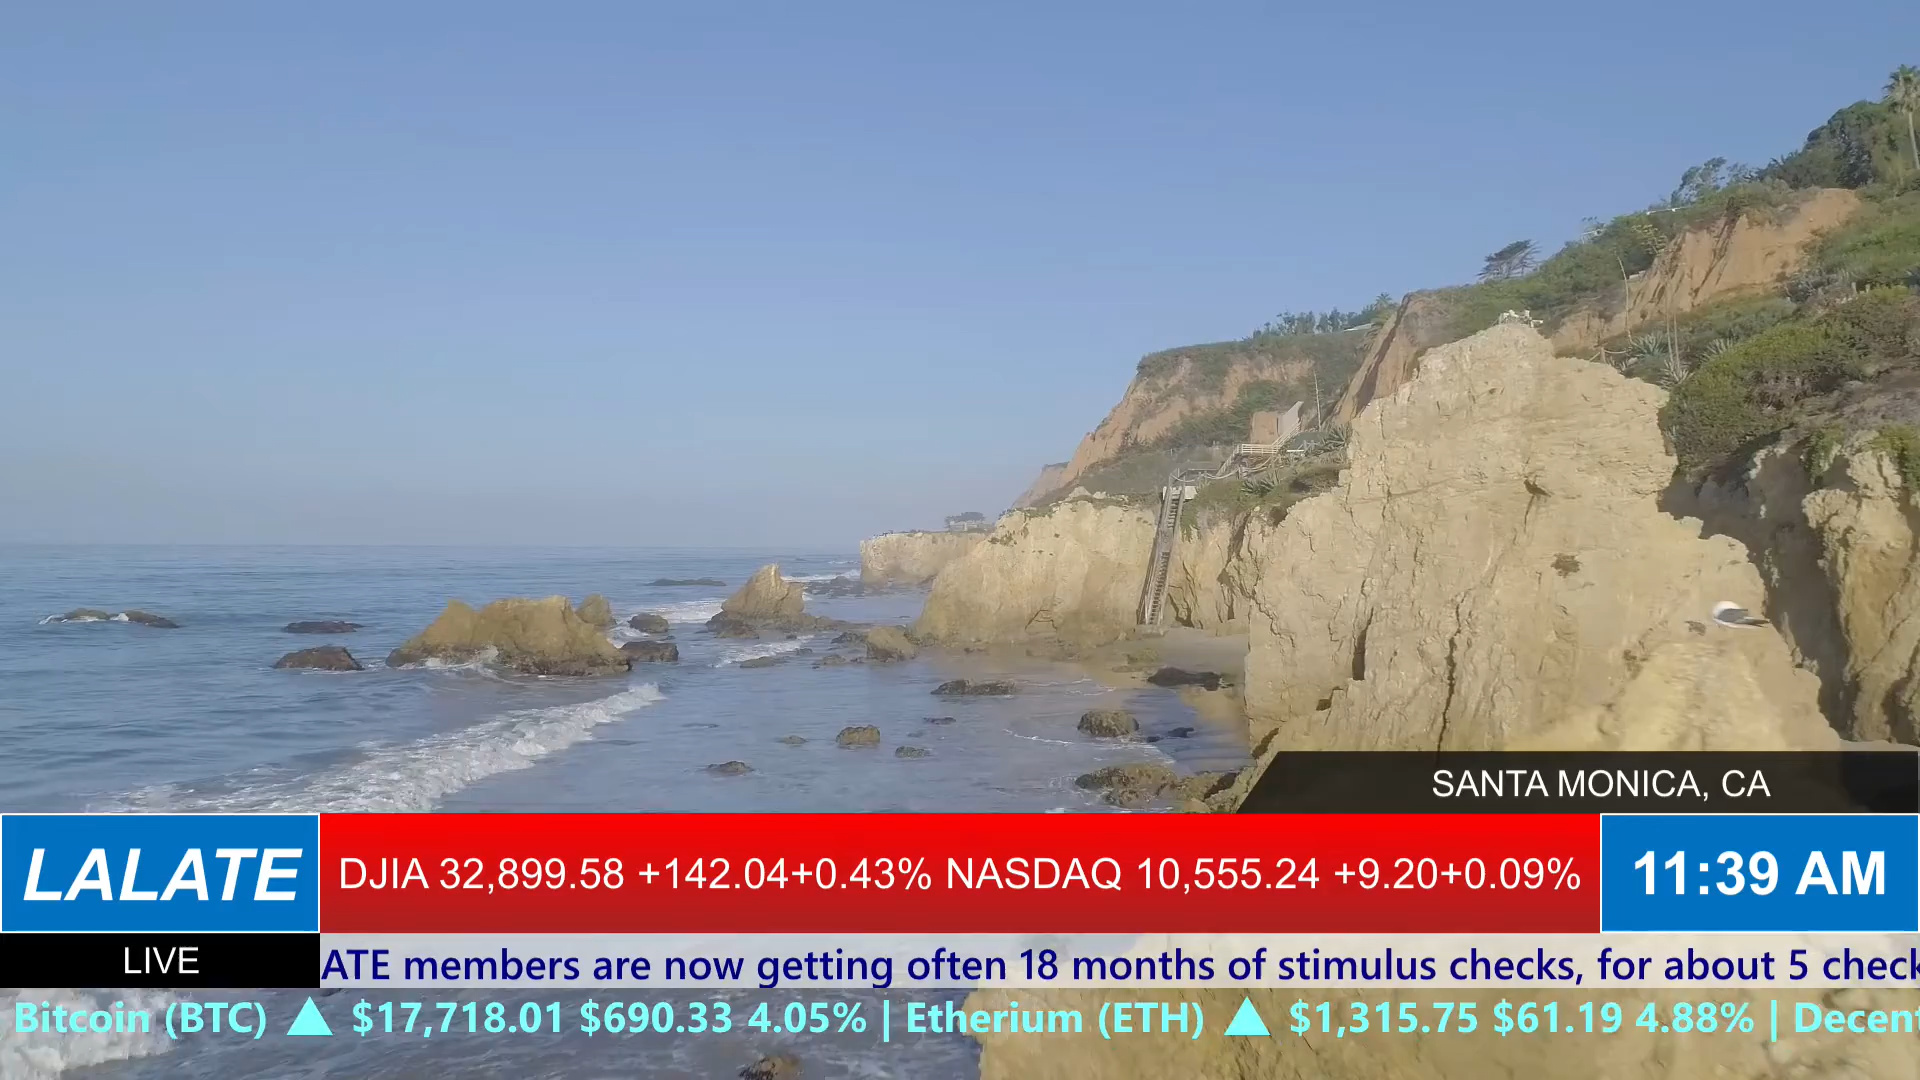 SANTA MONICA, CA
LALATE
DJIA 32,899.58 +142.04+0.43% NASDAQ 10,555.24 +9.20+0.09%
11:39 AM
LIVE
ATE members are now getting often 18 months of stimulus checks, for about 5 check
Bitcoin (BTC) ▲ $17,718.01 $690.33 4.05% | Etherium (ETH) ▲ $1,315.75 $61.19 4.88% | Decent